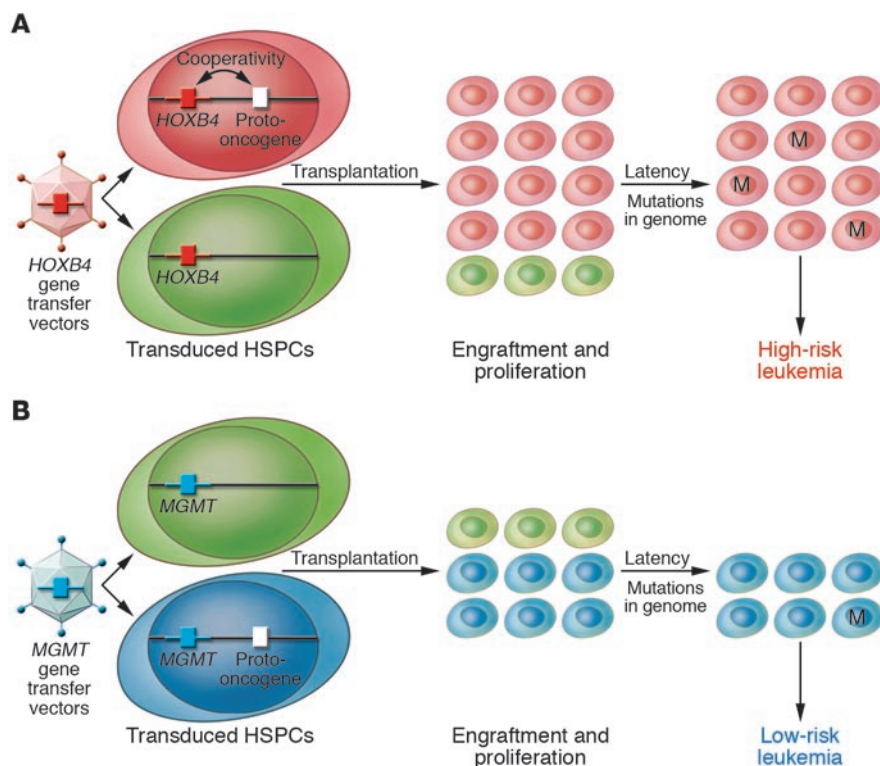 A
Cooperativity
HOXB4
Proto-
oncogene
HOXB4
gene
transfer
vectors
HOXB4
Transduced HSPCs
Transplantation
Engraftment and
proliferation
Latency
Mutations
in genome
M
M
M
High-risk
leukemia
B
MGMT
MGMT
gene
transfer
vectors
MGMT
Proto-
oncogene
Transduced HSPCs
Transplantation
Engraftment and
proliferation
Latency
Mutations
in genome
M
Low-risk
leukemia